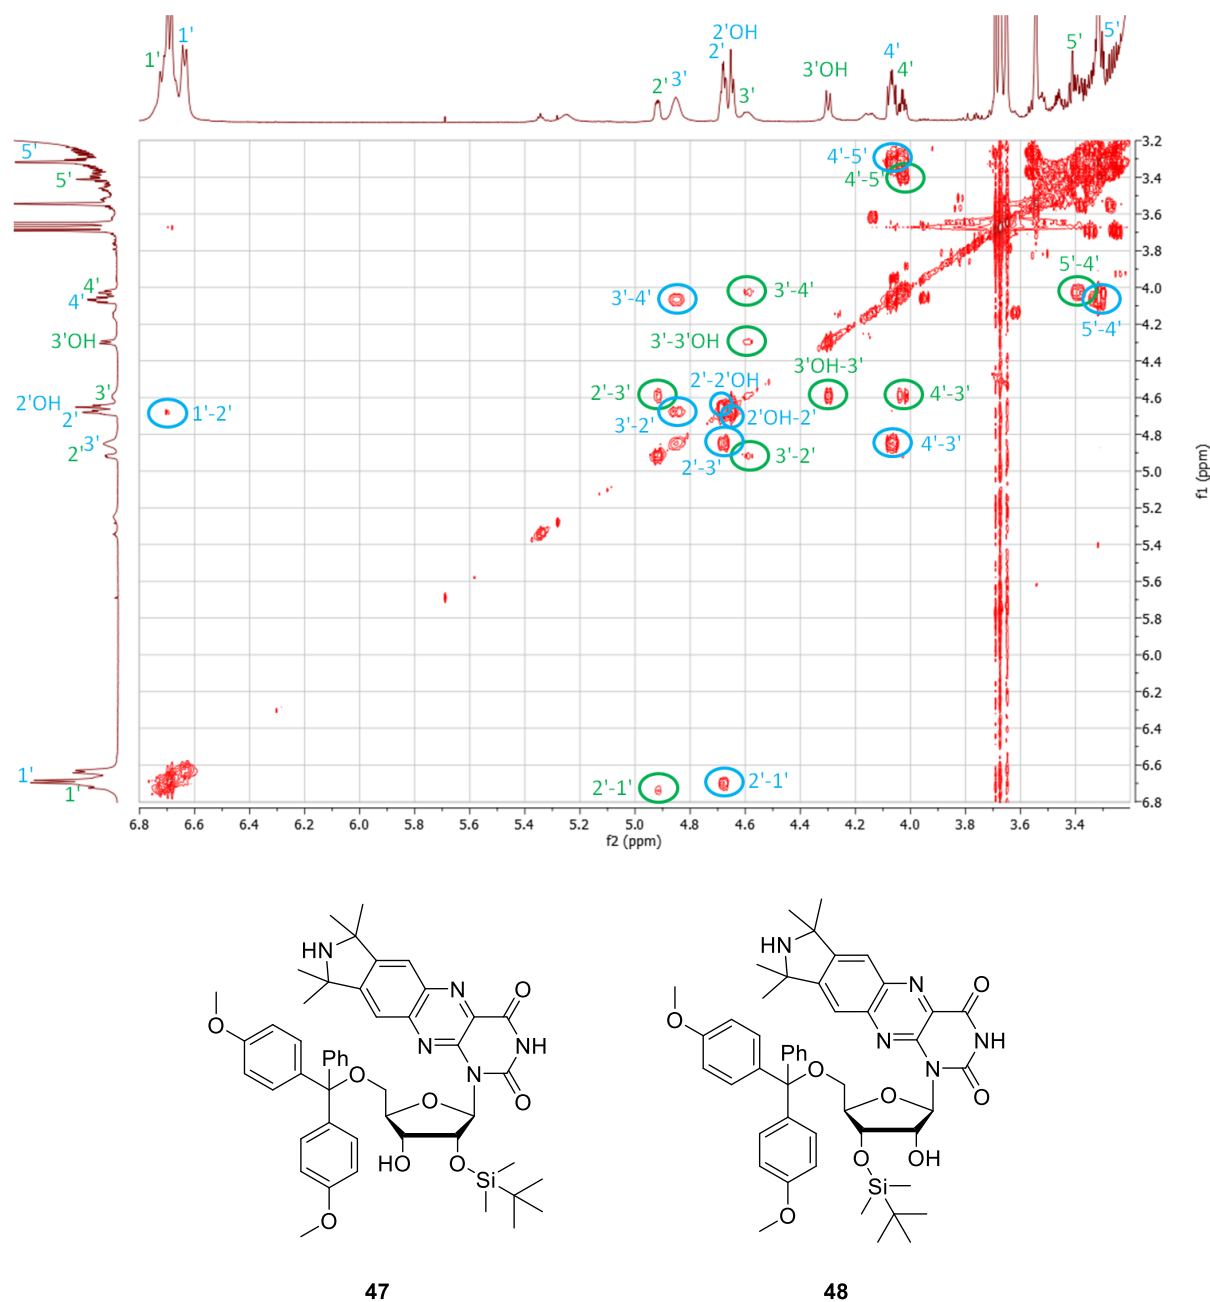 1' 1' 2'OH 2' 2' 3' 3' 3'OH 4' 4' 5' 5'
5'
5'
4'
4'
3'OH
3'
2'OH
2'
3'
2'
1'
1'
4'-5'
4'-5'
5'-4'
3'-4' 3'-4'
5'-4'
3'-3'OH
3'OH-3'
2'-3' 2'-2'OH 4'-3'
1'-2' 3'-2' 2'OH-2'
2'-3' 3'-2' 4'-3'
2'-1' 2'-1'
3.2
3.4
3.6
3.8
4.0
4.2
4.4
4.6
4.8
5.0
5.2
5.4
5.6
5.8
6.0
6.2
6.4
6.6
6.8
f1 (ppm)
6.8 6.6 6.4 6.2 6.0 5.8 5.6 5.4 5.2 5.0 4.8 4.6 4.4 4.2 4.0 3.8 3.6 3.4
f2 (ppm)
HN
N
O
O
N
NH
Ph
O
N
O
O
HO
O
Si
O
47
HN
N
O
O
N
NH
Ph
O
N
O
O
O
OH
Si
O
48